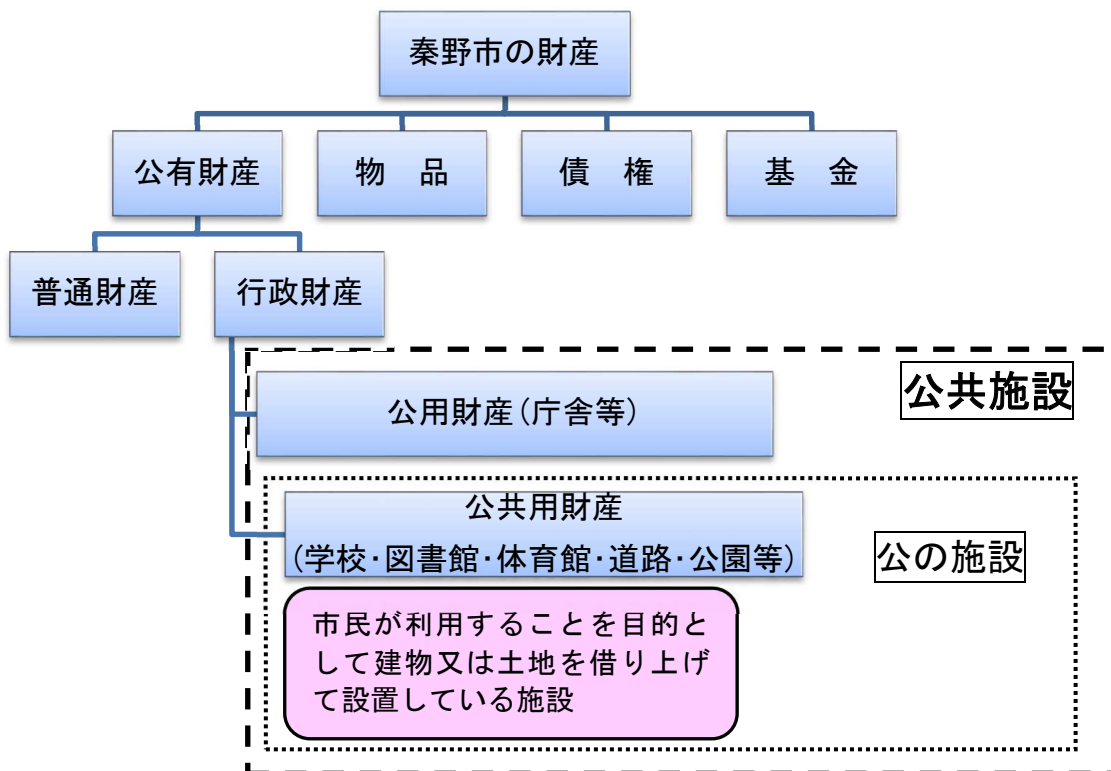 秦野市の財産
公有財産
物　品
債　権
基　金
普通財産
行政財産
公共施設
公用財産(庁舎等)
公共用財産
(学校・図書館・体育館・道路・公園等)
公の施設
市民が利用することを目的と
して建物又は土地を借り上げ
て設置している施設